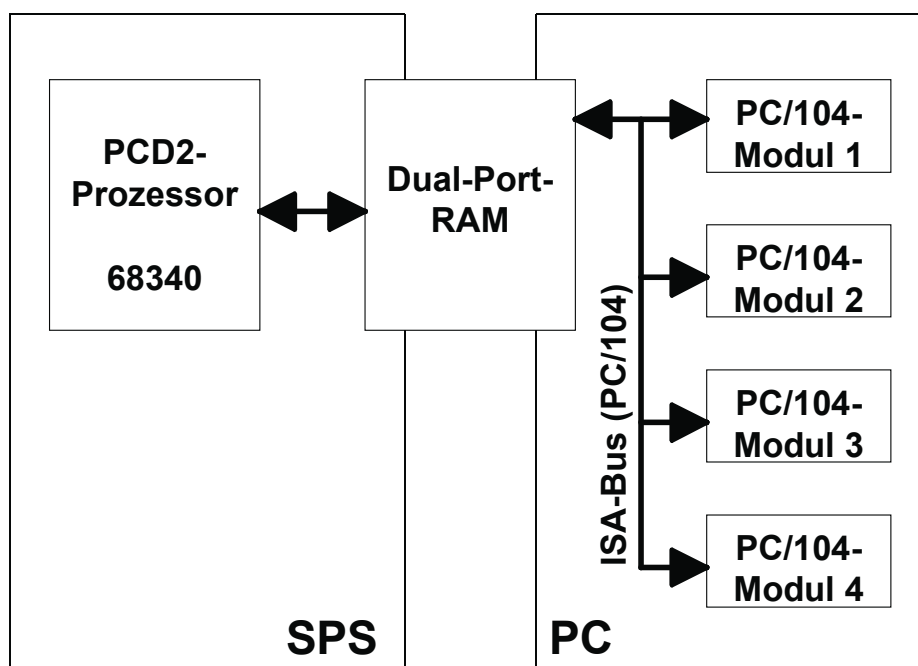 PCD2-
Prozessor
68340
Dual-Port-
RAM
ISA-Bus (PC/104)
PC/104-
Modul 1
PC/104-
Modul 2
PC/104-
Modul 3
PC/104-
Modul 4
SPS
PC